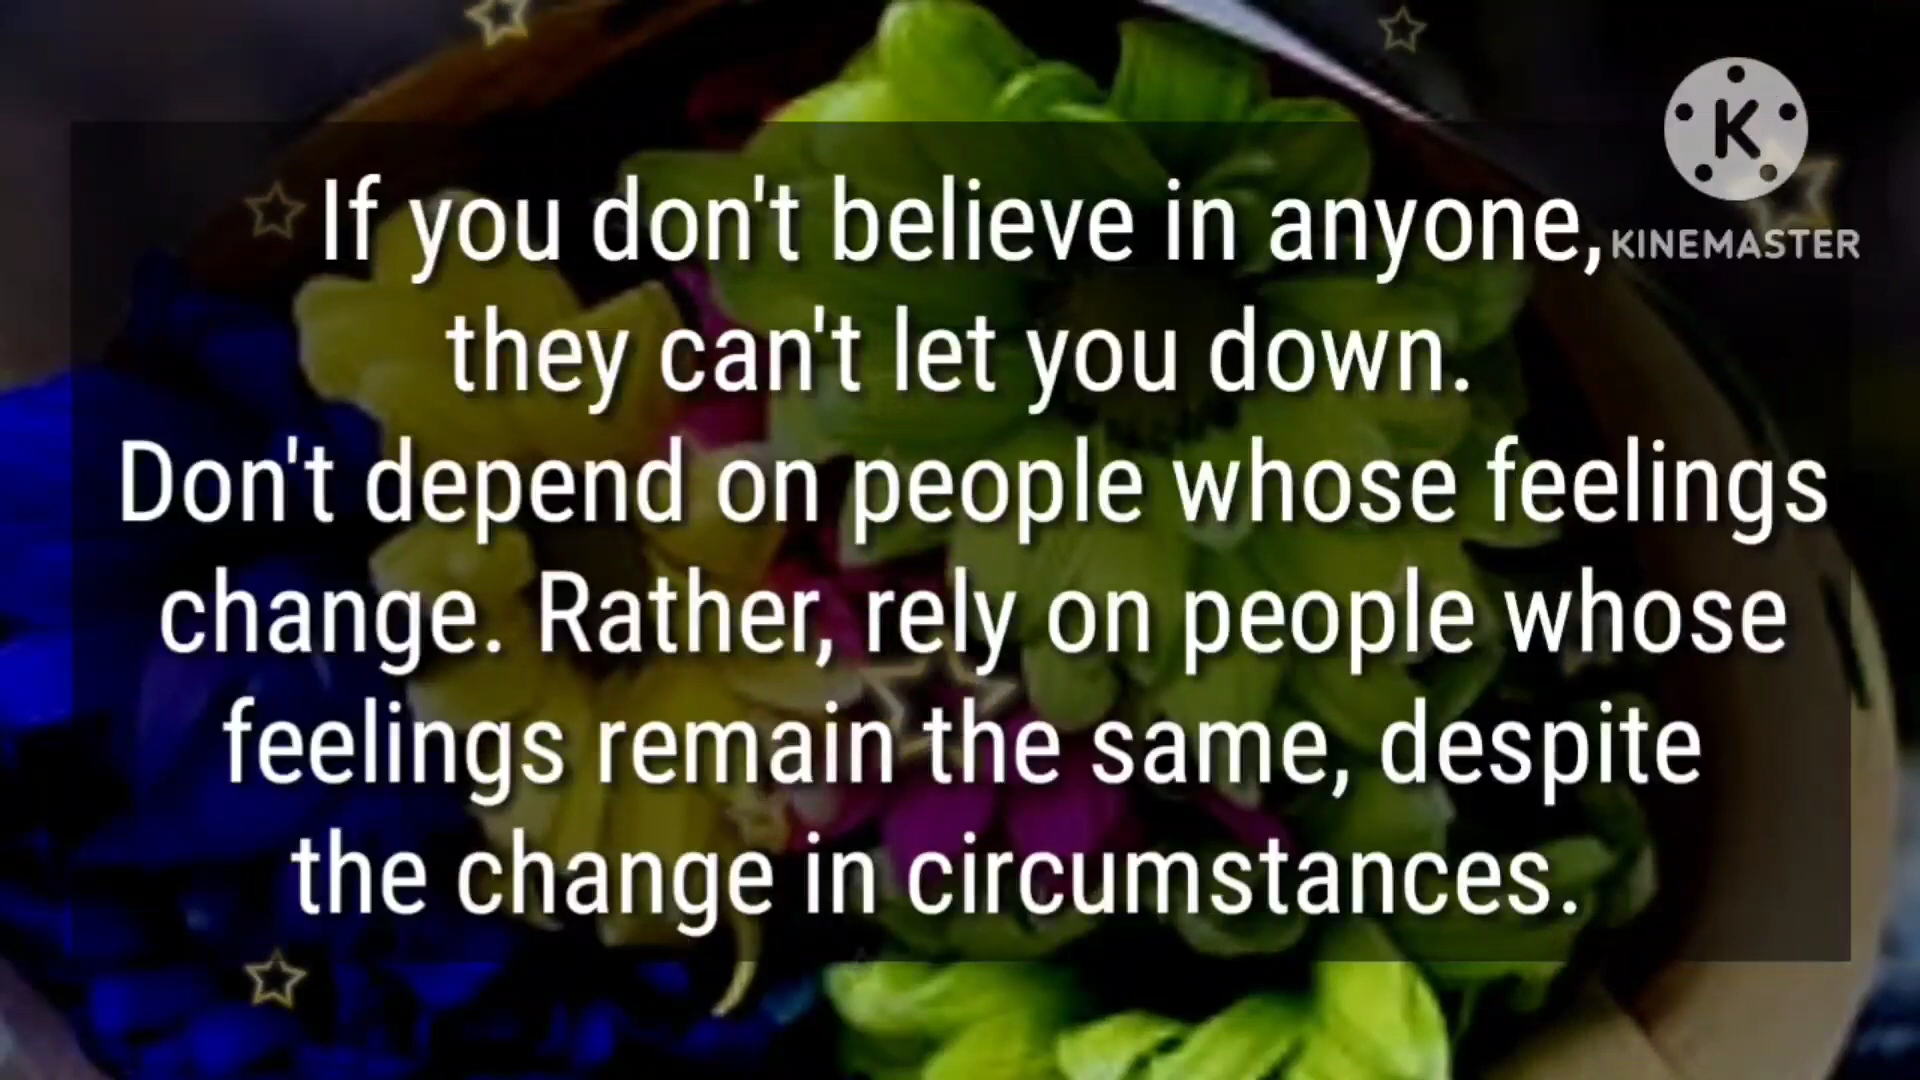 If you don't believe in anyone,
they can't let you down.
Don't depend on people whose feelings
change. Rather, rely on people whose
feelings remain the same, despite
the change in circumstances.
K
KINEMASTER